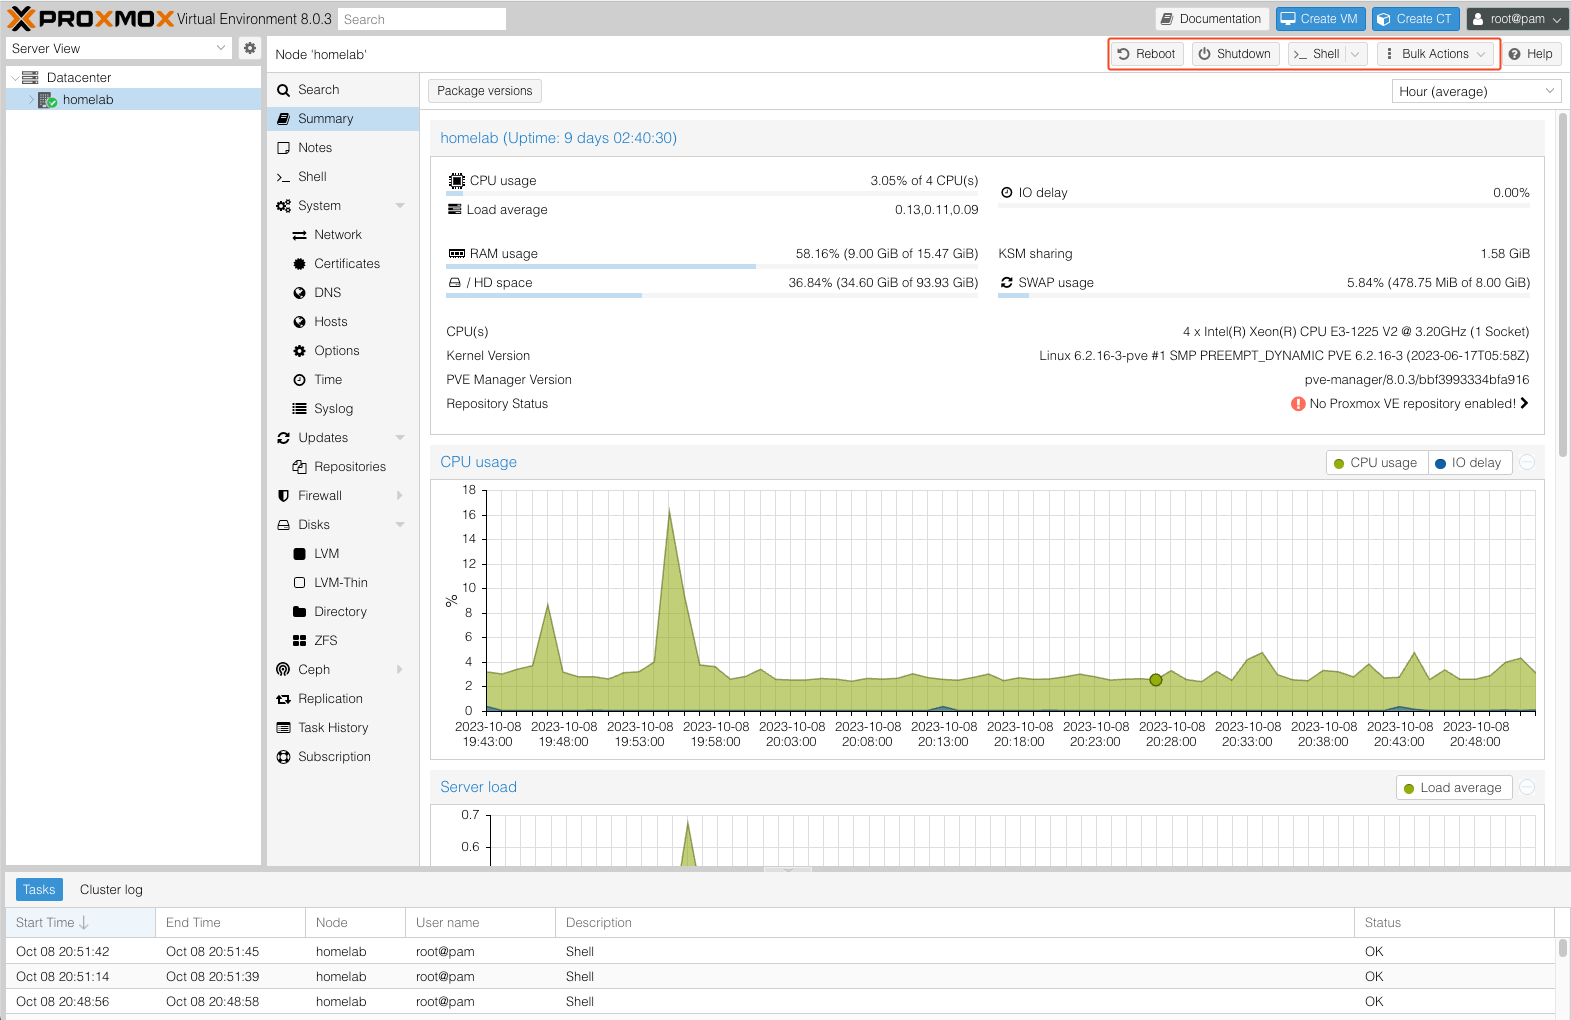 PROXMOX Virtual Environment 8.0.3 Search Documentation Create VM Create CT root@pam
Server View
Node 'homelab' Reboot Shutdown Shell Bulk Actions Help
Datacenter
homelab
Search
Summary
Notes
Shell
System
Network
Certificates
DNS
Hosts
Options
Time
Syslog
Updates
Repositories
Firewall
Disks
LVM
LVM-Thin
Directory
ZFS
Ceph
Replication
Task History
Subscription
Package versions Hour (average)
homelab (Uptime: 9 days 02:40:30)
CPU usage 3.05% of 4 CPU(s)
IO delay 0.00%
Load average 0.13,0.11,0.09
RAM usage 58.16% (9.00 GiB of 15.47 GiB)
KSM sharing 1.58 GiB
/ HD space 36.84% (34.60 GiB of 93.93 GiB)
SWAP usage 5.84% (478.75 MiB of 8.00 GiB)
CPU(s) 4 x Intel(R) Xeon(R) CPU E3-1225 V2 @ 3.20GHz (1 Socket)
Kernel Version Linux 6.2.16-3-pve #1 SMP PREEMPT_DYNAMIC PVE 6.2.16-3 (2023-06-17T05:58Z)
PVE Manager Version pve-manager/8.0.3/bbf3993334bfa916
Repository Status No Proxmox VE repository enabled!
CPU usage CPU usage IO delay
18
16
14
12
10
8
6
4
2
0
%
2023-10-08 2023-10-08 2023-10-08 2023-10-08 2023-10-08 2023-10-08 2023-10-08 2023-10-08 2023-10-08 2023-10-08 2023-10-08 2023-10-08 2023-10-08 2023-10-08
19:43:00 19:48:00 19:53:00 19:58:00 20:03:00 20:08:00 20:13:00 20:18:00 20:23:00 20:28:00 20:33:00 20:38:00 20:43:00 20:48:00
Server load Load average
0.7
0.6
Tasks Cluster log
Start Time End Time Node User name Description Status
Oct 08 20:51:42 Oct 08 20:51:45 homelab root@pam Shell OK
Oct 08 20:51:14 Oct 08 20:51:39 homelab root@pam Shell OK
Oct 08 20:48:56 Oct 08 20:48:58 homelab root@pam Shell OK